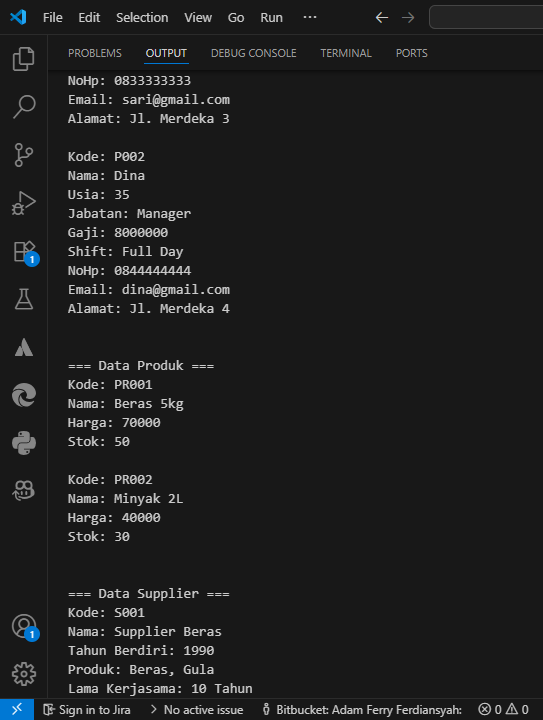 File Edit Selection View Go Run ...
PROBLEMS OUTPUT DEBUG CONSOLE TERMINAL PORTS
NoHp: 0833333333
Email: sari@gmail.com
Alamat: Jl. Merdeka 3
Kode: P002
Nama: Dina
Usia: 35
Jabatan: Manager
Gaji: 8000000
Shift: Full Day
NoHp: 0844444444
Email: dina@gmail.com
Alamat: Jl. Merdeka 4
=== Data Produk ===
Kode: PR001
Nama: Beras 5kg
Harga: 70000
Stok: 50
Kode: PR002
Nama: Minyak 2L
Harga: 40000
Stok: 30
=== Data Supplier ===
Kode: S001
Nama: Supplier Beras
Tahun Berdiri: 1990
Produk: Beras, Gula
Lama Kerjasama: 10 Tahun
1
1
Sign in to Jira No active issue Bitbucket: Adam Ferry Ferdiansyah: 0 0